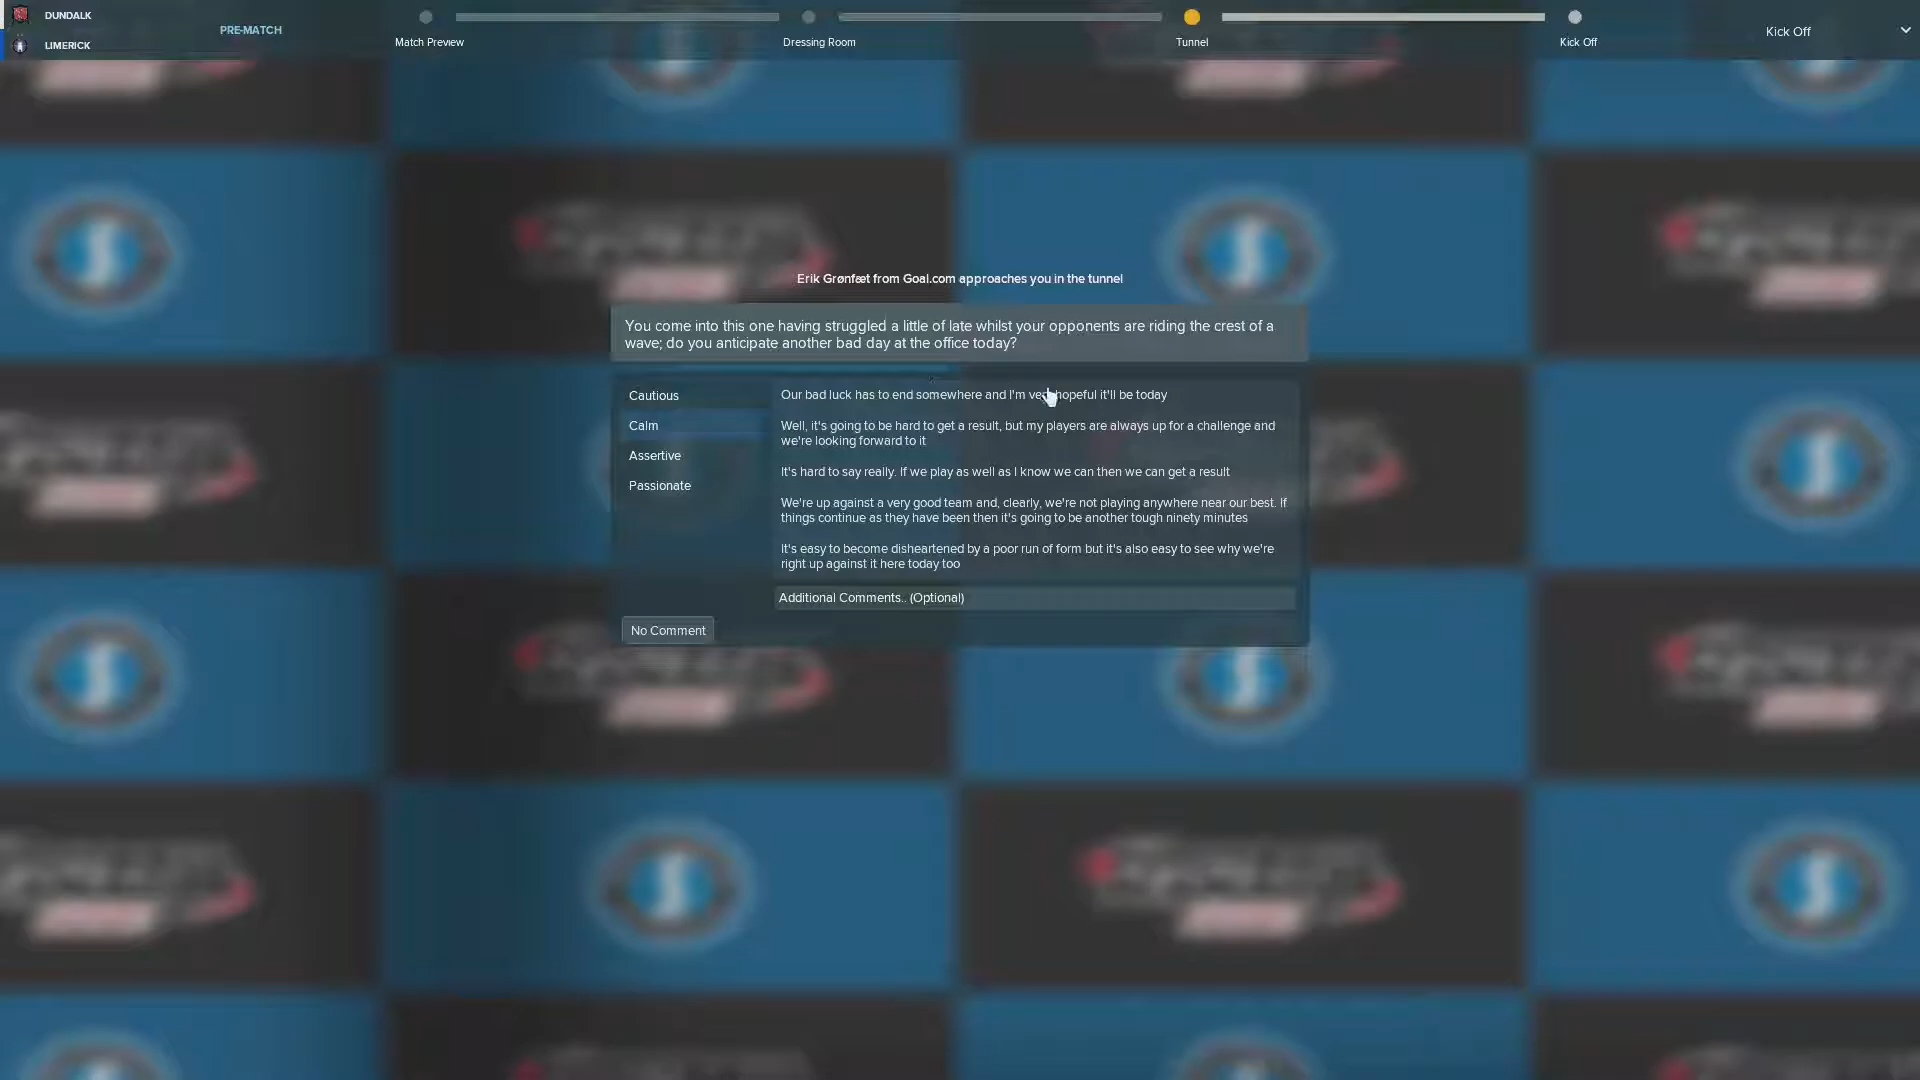 DUNDALK
LIMERICK
PRE-MATCH
Match Preview
Dressing Room
Tunnel
Kick Off
Kick Off
Erik Grønfæt from Goal.com approaches you in the tunnel
You come into this one having struggled a little of late whilst your opponents are riding the crest of a
wave; do you anticipate another bad day at the office today?
Cautious
Calm
Assertive
Passionate
Our bad luck has to end somewhere and I'm very hopeful it'll be today
Well, it's going to be hard to get a result, but my players are always up for a challenge and
we're looking forward to it
It's hard to say really. If we play as well as I know we can then we can get a result
We're up against a very good team and, clearly, we're not playing anywhere near our best. If
things continue as they have been then it's going to be another tough ninety minutes
It's easy to become disheartened by a poor run of form but it's also easy to see why we're
right up against it here today too
Additional Comments.. (Optional)
No Comment